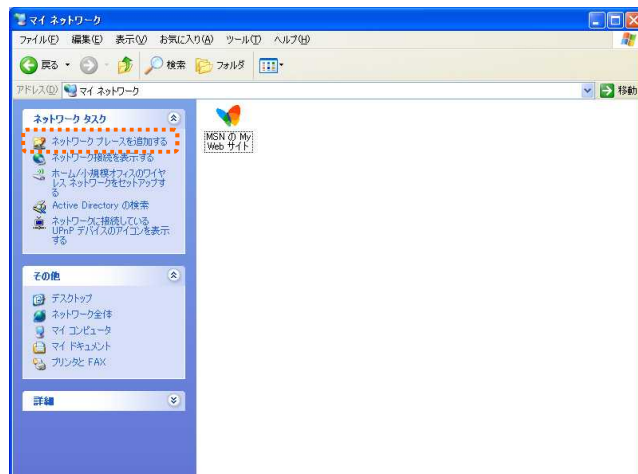 マイ ネットワーク
ファイル(F) 編集(E) 表示(V) お気に入り(A) ツール(T) ヘルプ(H)
戻る 検索 フォルダ
アドレス(D) マイ ネットワーク 移動
ネットワーク タスク
ネットワーク プレースを追加する
ネットワーク接続を表示する
ホーム/小規模オフィスのワイヤ
レス ネットワークをセットアップす
る
Active Directory の検索
ネットワークに接続している
UPnP デバイスのアイコンを表示
する
その他
デスクトップ
ネットワーク全体
マイ コンピュータ
マイ ドキュメント
プリンタと FAX
詳細
MSN の My
Web サイト